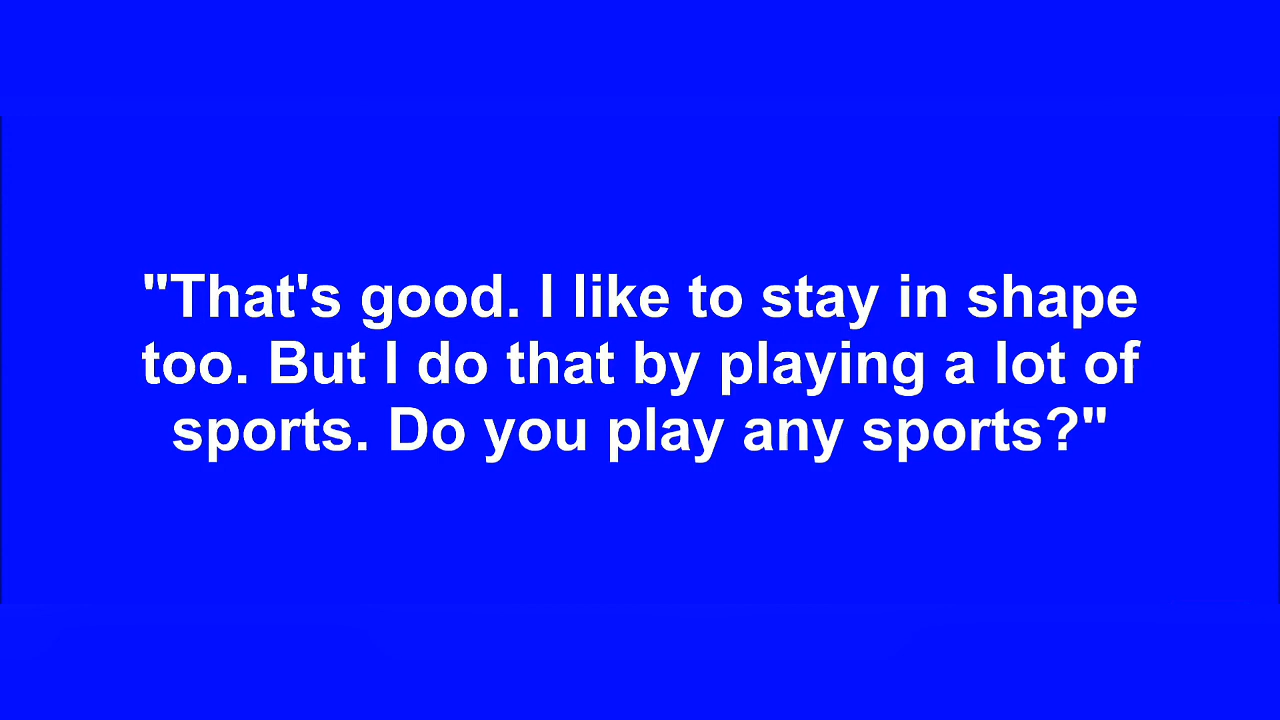 "That's good. I like to stay in shape
too. But I do that by playing a lot of
sports. Do you play any sports?"